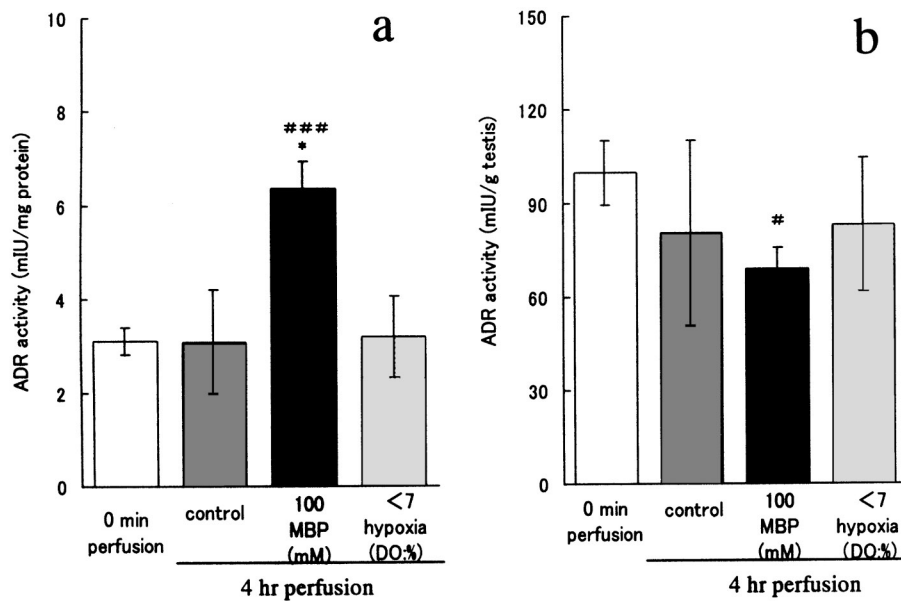 a
ADR activity (mIU/mg protein)
10
8
6
4
2
0
###
*
0 min
perfusion
control
100
MBP
(mM)
<7
hypoxia
(DO:%)
4 hr perfusion
b
ADR activity (mIU/g testis)
150
120
90
60
30
0
#
0 min
perfusion
control
100
MBP
(mM)
<7
hypoxia
(DO:%)
4 hr perfusion